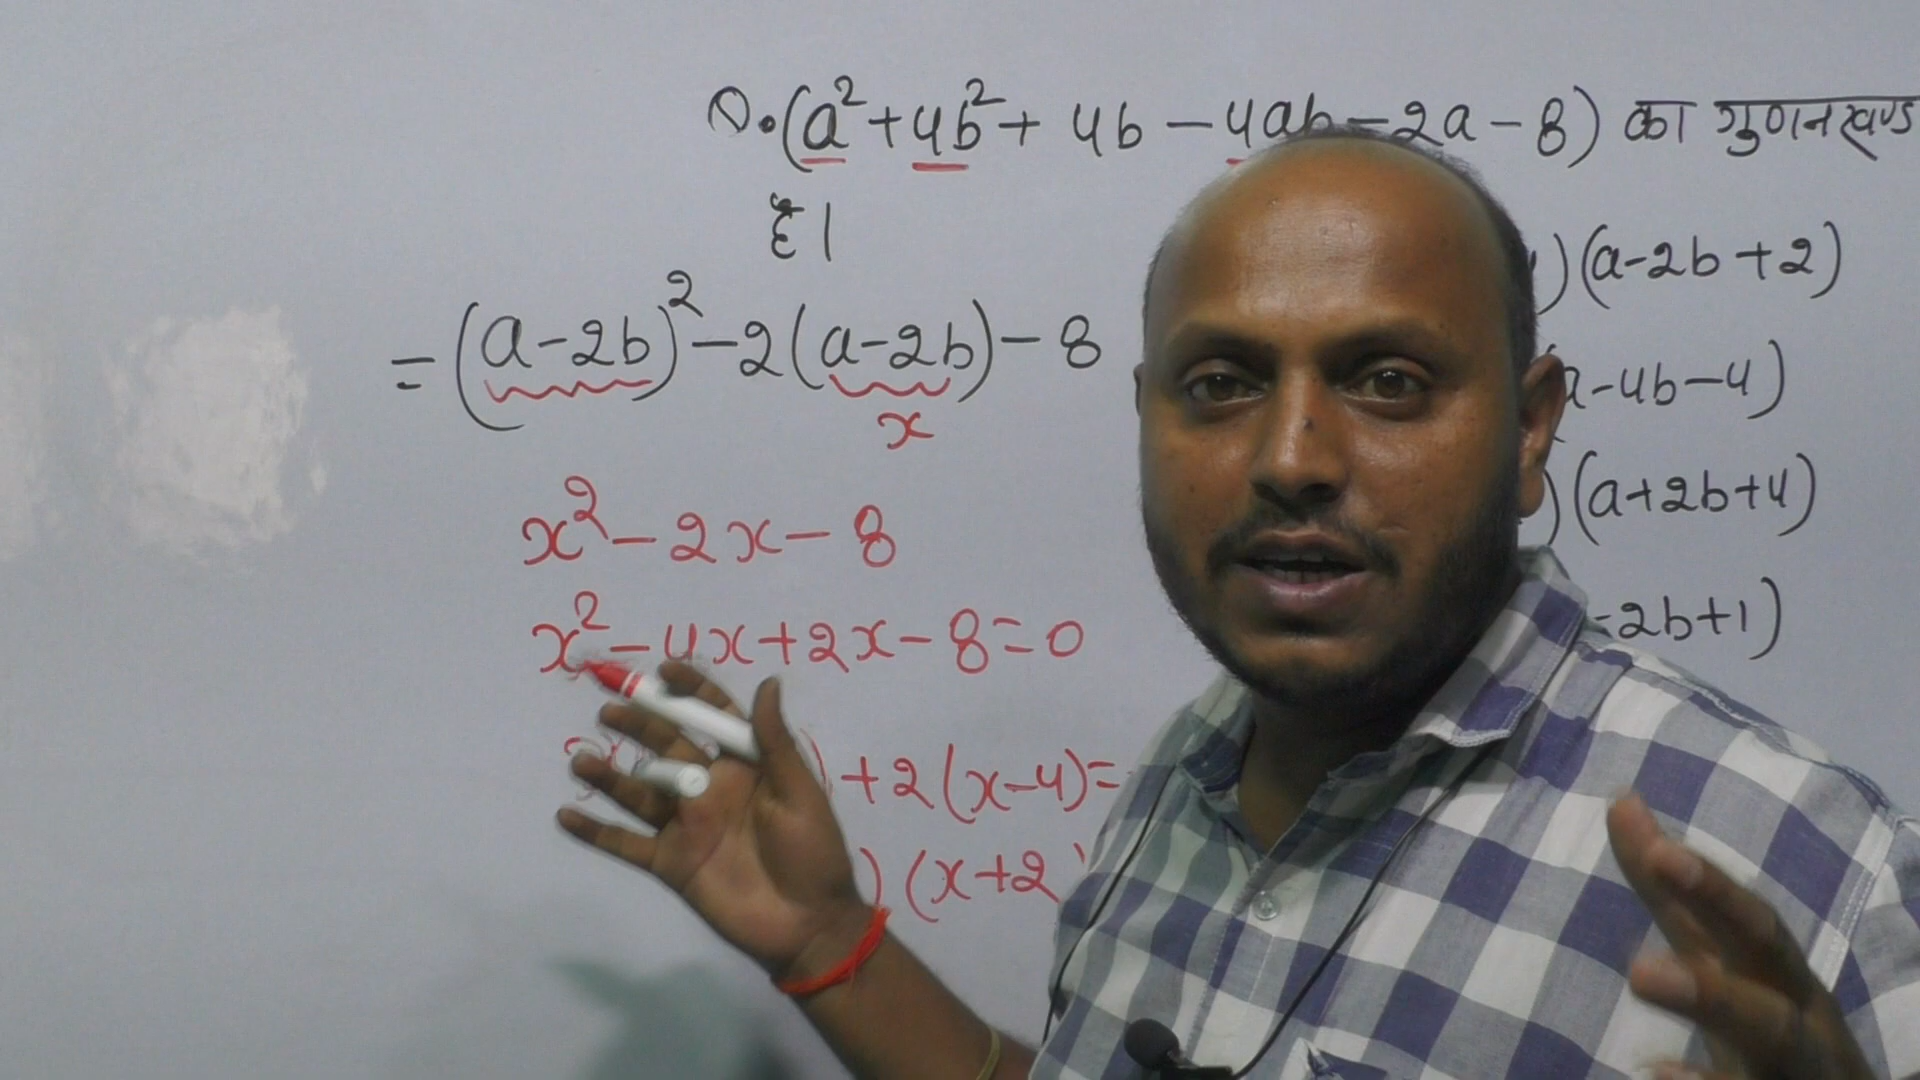 Q. (a²+4b²+ 4b -4ab-2a-8) का गुणनखण्ड
है।
)(a-2b+2)
= (a-2b)²-2(a-2b)-8
x
a-4b-4)
)(a+2b+4)
x²-2x-8
-2b+1)
x²-4x+2x-8=0
)+2(x-4)=
)(x+2